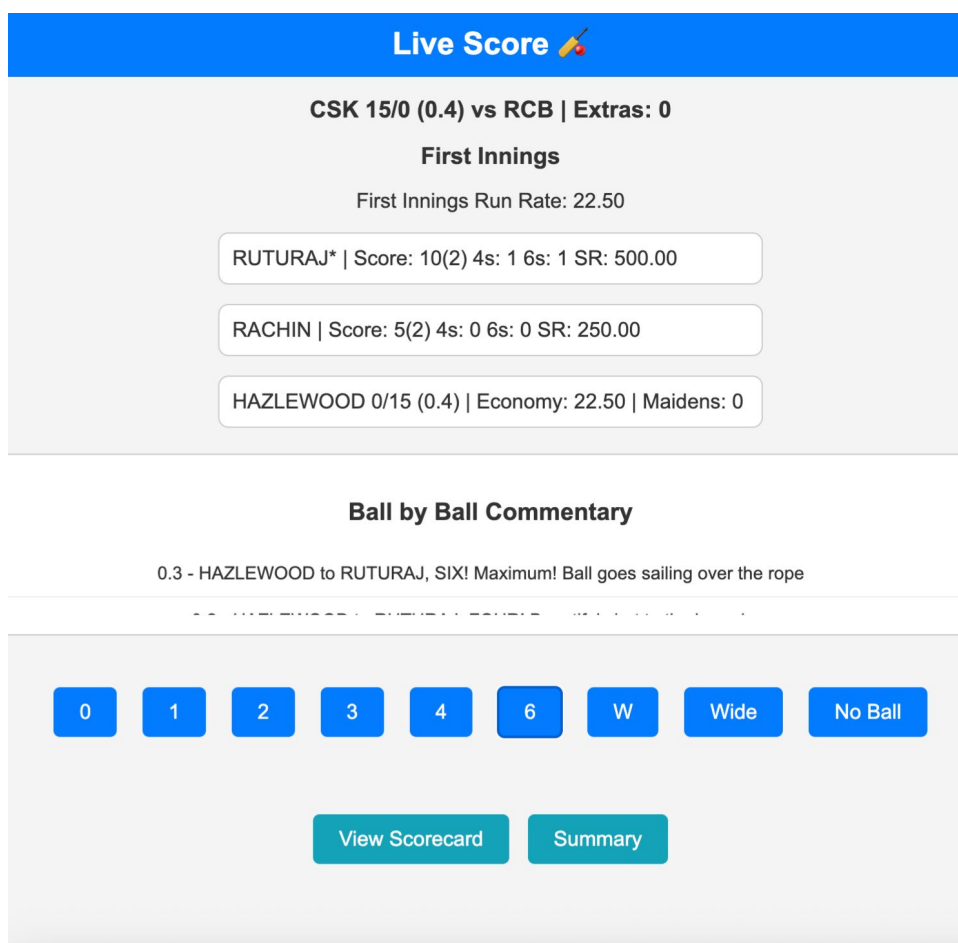 Live Score 🏏
CSK 15/0 (0.4) vs RCB | Extras: 0
First Innings
First Innings Run Rate: 22.50
RUTURAJ* | Score: 10(2) 4s: 1 6s: 1 SR: 500.00
RACHIN | Score: 5(2) 4s: 0 6s: 0 SR: 250.00
HAZLEWOOD 0/15 (0.4) | Economy: 22.50 | Maidens: 0
Ball by Ball Commentary
0.3 - HAZLEWOOD to RUTURAJ, SIX! Maximum! Ball goes sailing over the rope
0 1 2 3 4 6 W Wide No Ball
View Scorecard Summary